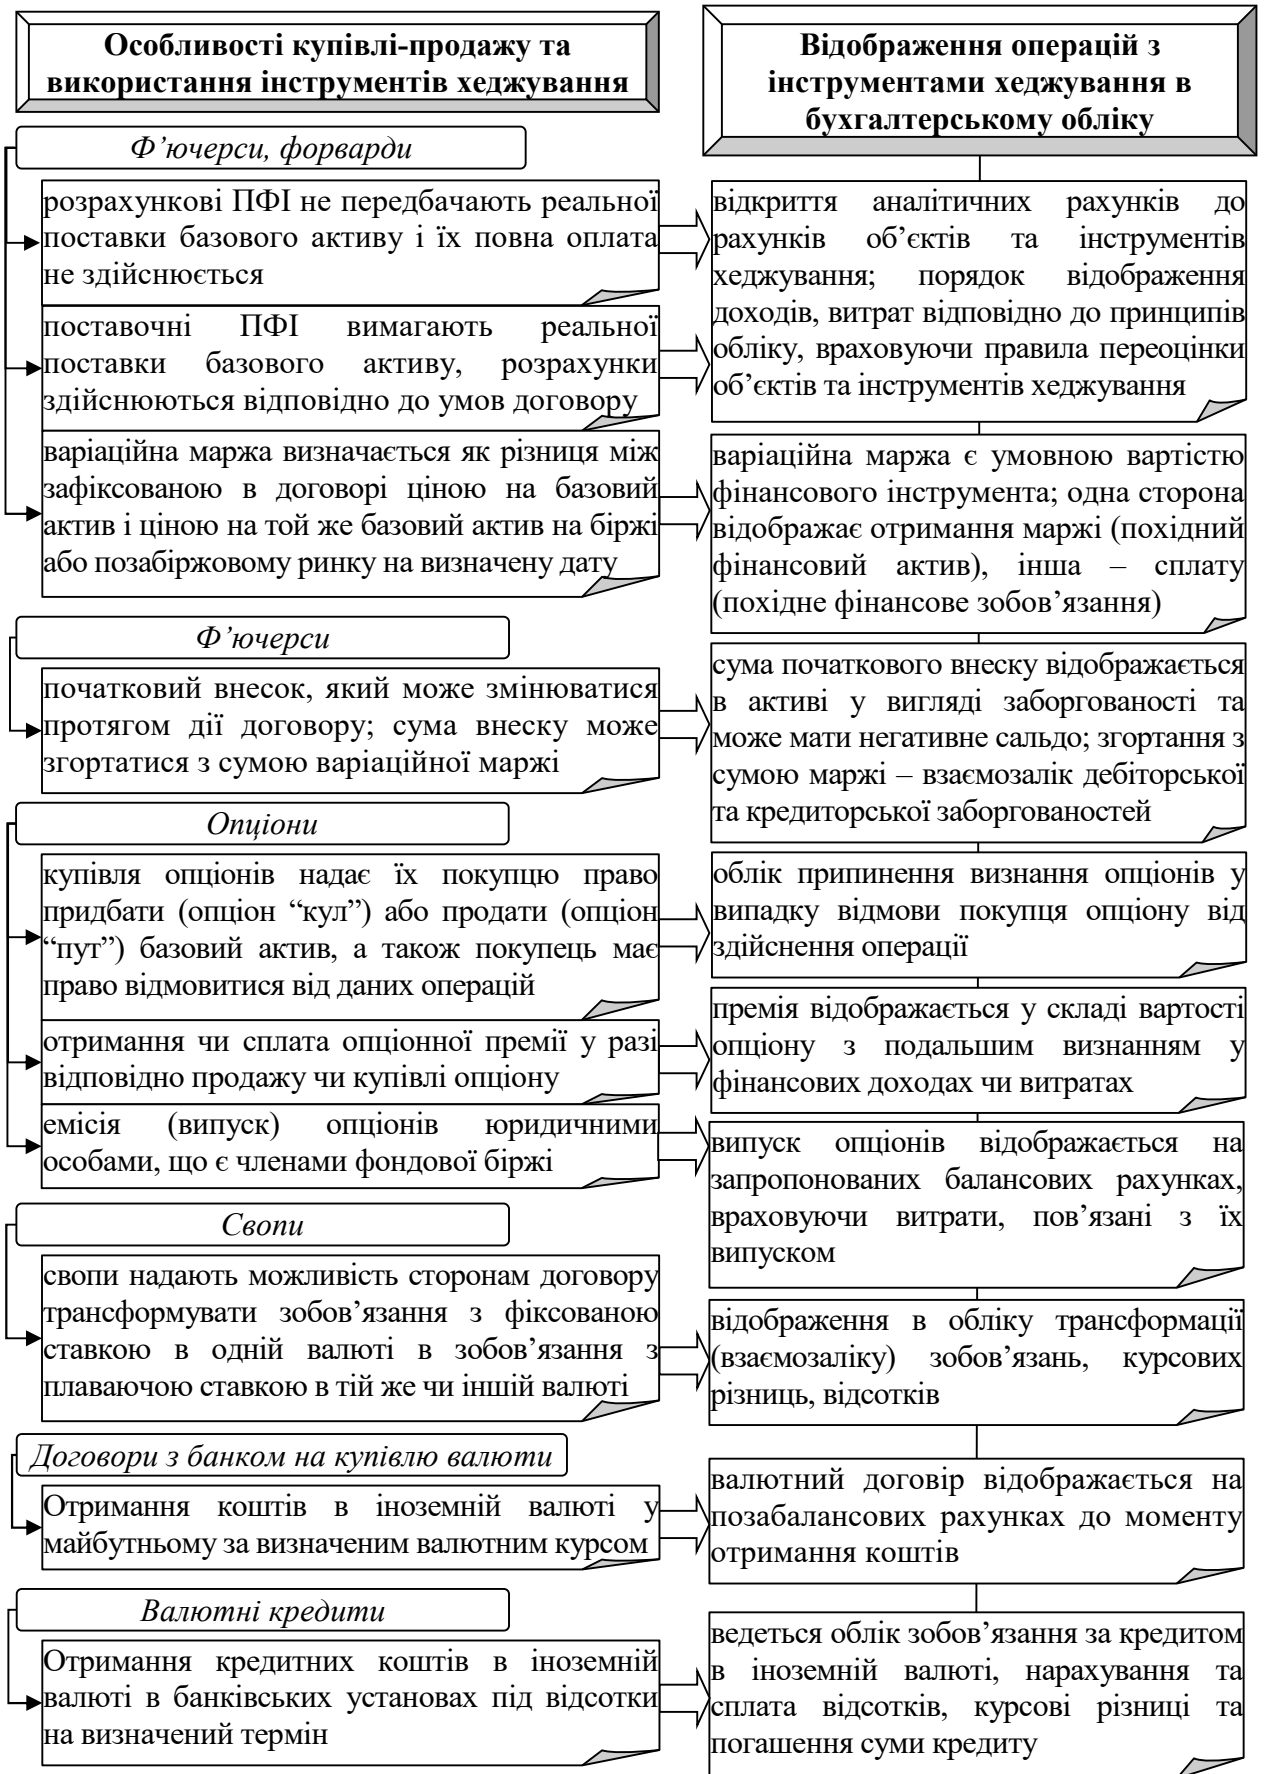 Особливості купівлі-продажу та
використання інструментів хеджування
Відображення операцій з
інструментами хеджування в
бухгалтерському обліку
Ф’ючерси, форварди
розрахункові ПФІ не передбачають реальної
поставки базового активу і їх повна оплата
не здійснюється
поставочні ПФІ вимагають реальної
поставки базового активу, розрахунки
здійснюються відповідно до умов договору
відкриття аналітичних рахунків до
рахунків об’єктів та інструментів
хеджування; порядок відображення
доходів, витрат відповідно до принципів
обліку, враховуючи правила переоцінки
об’єктів та інструментів хеджування
варіаційна маржа визначається як різниця між
зафіксованою в договорі ціною на базовий
актив і ціною на той же базовий актив на біржі
або позабіржовому ринку на визначену дату
варіаційна маржа є умовною вартістю
фінансового інструмента; одна сторона
відображає отримання маржі (похідний
фінансовий актив), інша – сплату
(похідне фінансове зобов’язання)
Ф’ючерси
початковий внесок, який може змінюватися
протягом дії договору; сума внеску може
згортатися з сумою варіаційної маржі
сума початкового внеску відображається
в активі у вигляді заборгованості та
може мати негативне сальдо; згортання з
сумою маржі – взаємозалік дебіторської
та кредиторської заборгованостей
Опціони
купівля опціонів надає їх покупцю право
придбати (опціон “кул”) або продати (опціон
“пут”) базовий актив, а також покупець має
право відмовитися від даних операцій
облік припинення визнання опціонів у
випадку відмови покупця опціону від
здійснення операції
отримання чи сплата опціонної премії у разі
відповідно продажу чи купівлі опціону
премія відображається у складі вартості
опціону з подальшим визнанням у
фінансових доходах чи витратах
емісія (випуск) опціонів юридичними
особами, що є членами фондової біржі
випуск опціонів відображається на
запропонованих балансових рахунках,
враховуючи витрати, пов’язані з їх
випуском
Свопи
свопи надають можливість сторонам договору
трансформувати зобов’язання з фіксованою
ставкою в одній валюті в зобов’язання з
плаваючою ставкою в тій же чи іншій валюті
відображення в обліку трансформації
(взаємозаліку) зобов’язань, курсових
різниць, відсотків
Договори з банком на купівлю валюти
Отримання коштів в іноземній валюті у
майбутньому за визначеним валютним курсом
валютний договір відображається на
позабалансових рахунках до моменту
отримання коштів
Валютні кредити
Отримання кредитних коштів в іноземній
валюті в банківських установах під відсотки
на визначений термін
ведеться облік зобов’язання за кредитом
в іноземній валюті, нарахування та
сплата відсотків, курсові різниці та
погашення суми кредиту